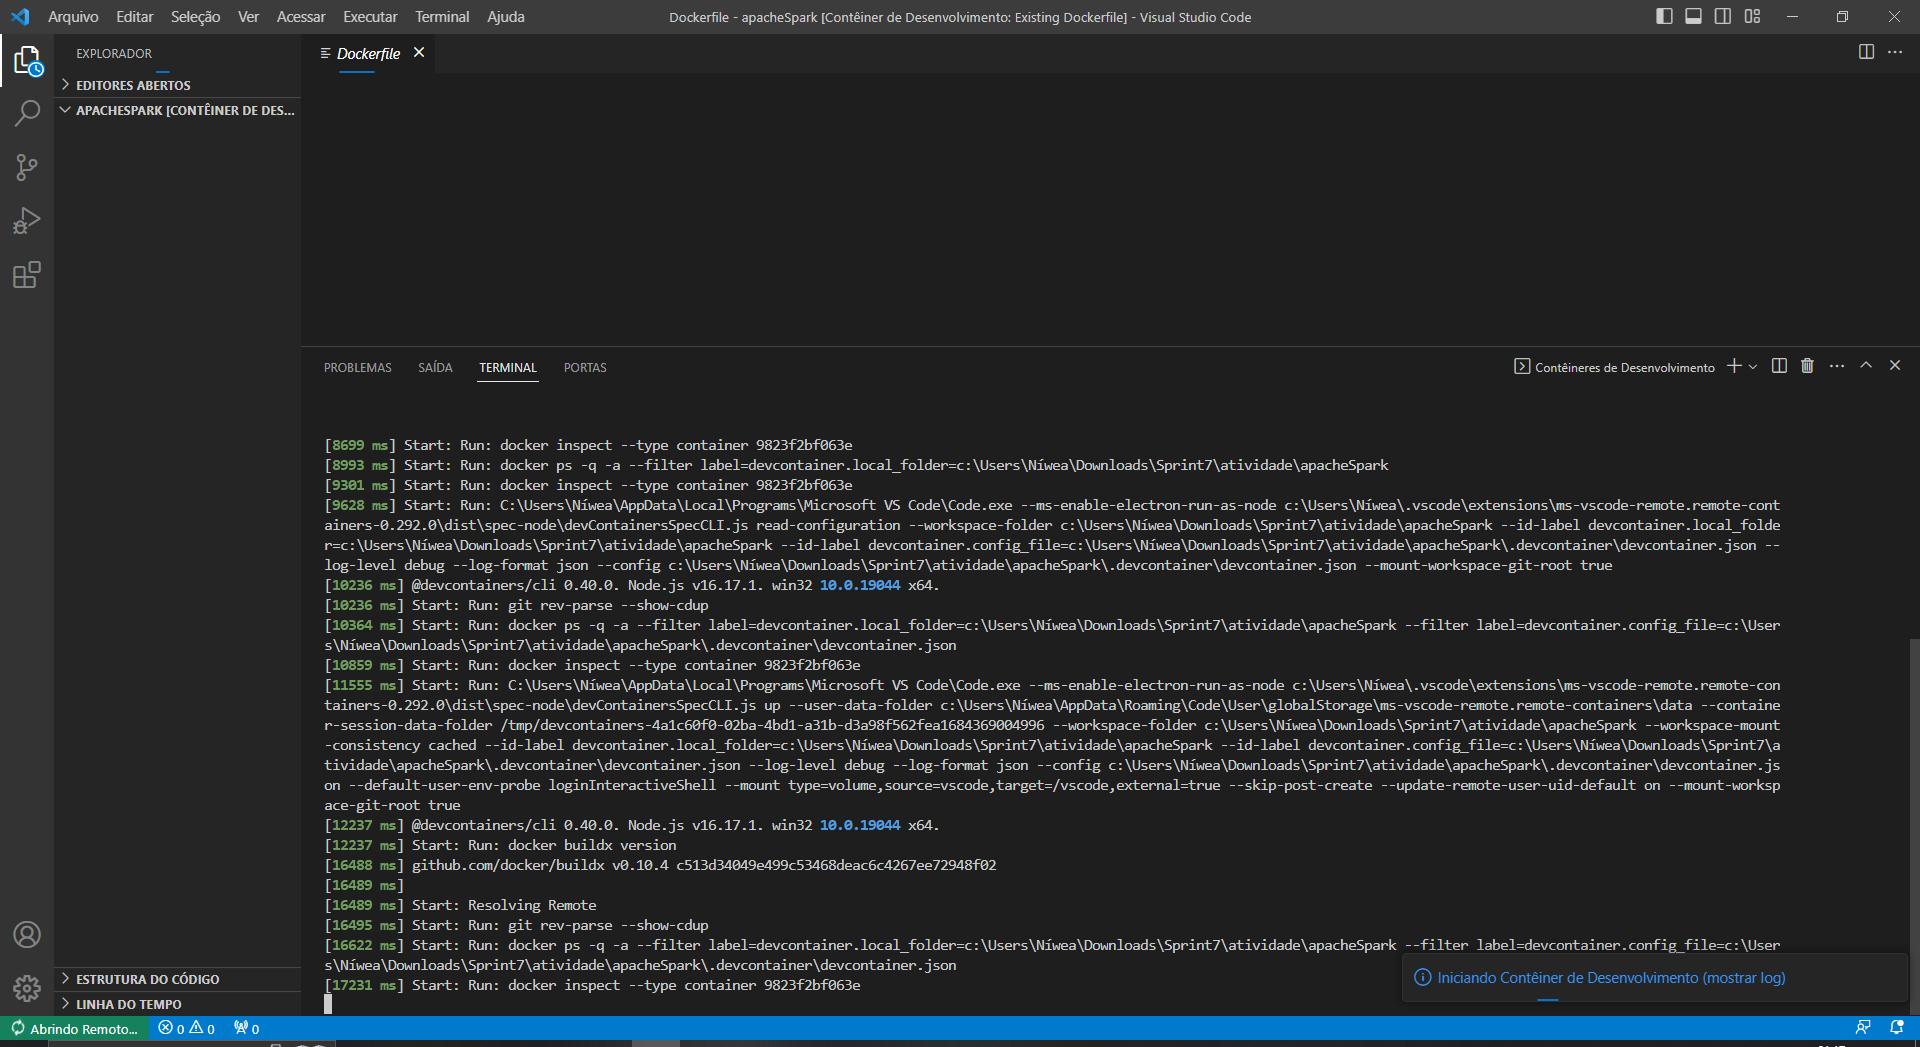 Arquivo Editar Seleção Ver Acessar Executar Terminal Ajuda
Dockerfile - apacheSpark [Contêiner de Desenvolvimento: Existing Dockerfile] - Visual Studio Code
EXPLORADOR
EDITORES ABERTOS
APACHESPARK [CONTÊINER DE DES...
ESTRUTURA DO CÓDIGO
LINHA DO TEMPO
Dockerfile
PROBLEMAS SAÍDA TERMINAL PORTAS
Contêineres de Desenvolvimento
[8699 ms] Start: Run: docker inspect --type container 9823f2bf063e
[8993 ms] Start: Run: docker ps -q -a --filter label=devcontainer.local_folder=c:\Users\Níwea\Downloads\Sprint7\atividade\apacheSpark
[9301 ms] Start: Run: docker inspect --type container 9823f2bf063e
[9628 ms] Start: Run: C:\Users\Níwea\AppData\Local\Programs\Microsoft VS Code\Code.exe --ms-enable-electron-run-as-node c:\Users\Níwea\.vscode\extensions\ms-vscode-remote.remote-cont
ainers-0.292.0\dist\spec-node\devContainersSpecCLI.js read-configuration --workspace-folder c:\Users\Níwea\Downloads\Sprint7\atividade\apacheSpark --id-label devcontainer.local_folde
r=c:\Users\Níwea\Downloads\Sprint7\atividade\apacheSpark --id-label devcontainer.config_file=c:\Users\Níwea\Downloads\Sprint7\atividade\apacheSpark\.devcontainer\devcontainer.json --
log-level debug --log-format json --config c:\Users\Níwea\Downloads\Sprint7\atividade\apacheSpark\.devcontainer\devcontainer.json --mount-workspace-git-root true
[10236 ms] @devcontainers/cli 0.40.0. Node.js v16.17.1. win32 10.0.19044 x64.
[10236 ms] Start: Run: git rev-parse --show-cdup
[10364 ms] Start: Run: docker ps -q -a --filter label=devcontainer.local_folder=c:\Users\Níwea\Downloads\Sprint7\atividade\apacheSpark --filter label=devcontainer.config_file=c:\User
s\Níwea\Downloads\Sprint7\atividade\apacheSpark\.devcontainer\devcontainer.json
[10859 ms] Start: Run: docker inspect --type container 9823f2bf063e
[11555 ms] Start: Run: C:\Users\Níwea\AppData\Local\Programs\Microsoft VS Code\Code.exe --ms-enable-electron-run-as-node c:\Users\Níwea\.vscode\extensions\ms-vscode-remote.remote-con
tainers-0.292.0\dist\spec-node\devContainersSpecCLI.js up --user-data-folder c:\Users\Níwea\AppData\Roaming\Code\User\globalStorage\ms-vscode-remote.remote-containers\data --containe
r-session-data-folder /tmp/devcontainers-4a1c60f0-02ba-4bd1-a31b-d3a98f562fea1684369004996 --workspace-folder c:\Users\Níwea\Downloads\Sprint7\atividade\apacheSpark --workspace-mount
-consistency cached --id-label devcontainer.local_folder=c:\Users\Níwea\Downloads\Sprint7\atividade\apacheSpark --id-label devcontainer.config_file=c:\Users\Níwea\Downloads\Sprint7\a
tividade\apacheSpark\.devcontainer\devcontainer.json --log-level debug --log-format json --config c:\Users\Níwea\Downloads\Sprint7\atividade\apacheSpark\.devcontainer\devcontainer.js
on --default-user-env-probe loginInteractiveShell --mount type=volume,source=vscode,target=/vscode,external=true --skip-post-create --update-remote-user-uid-default on --mount-worksp
ace-git-root true
[12237 ms] @devcontainers/cli 0.40.0. Node.js v16.17.1. win32 10.0.19044 x64.
[12237 ms] Start: Run: docker buildx version
[16488 ms] github.com/docker/buildx v0.10.4 c513d34049e499c53468deac6c4267ee72948f02
[16489 ms]
[16489 ms] Start: Resolving Remote
[16495 ms] Start: Run: git rev-parse --show-cdup
[16622 ms] Start: Run: docker ps -q -a --filter label=devcontainer.local_folder=c:\Users\Níwea\Downloads\Sprint7\atividade\apacheSpark --filter label=devcontainer.config_file=c:\User
s\Níwea\Downloads\Sprint7\atividade\apacheSpark\.devcontainer\devcontainer.json
[17231 ms] Start: Run: docker inspect --type container 9823f2bf063e
Iniciando Contêiner de Desenvolvimento (mostrar log)
Abrindo Remoto... 0 0 0